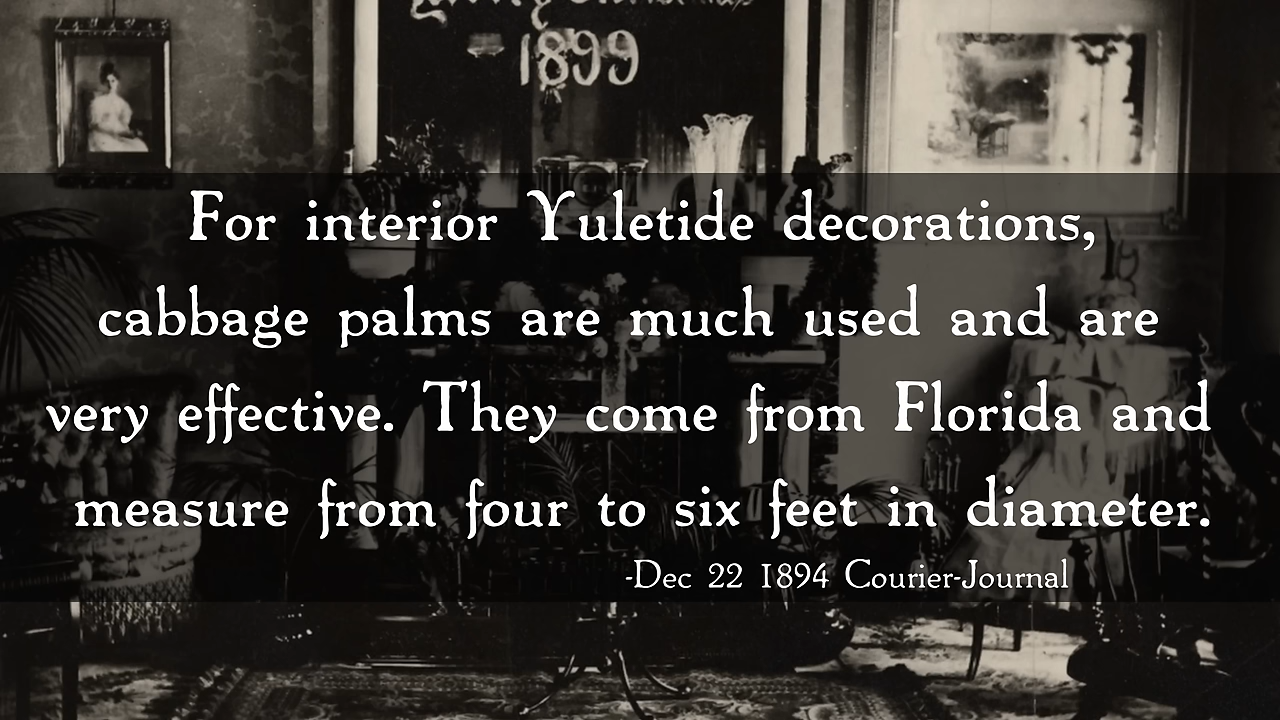 1899
For interior Yuletide decorations,
cabbage palms are much used and are
very effective. They come from Florida and
measure from four to six feet in diameter.
-Dec 22 1894 Courier-Journal